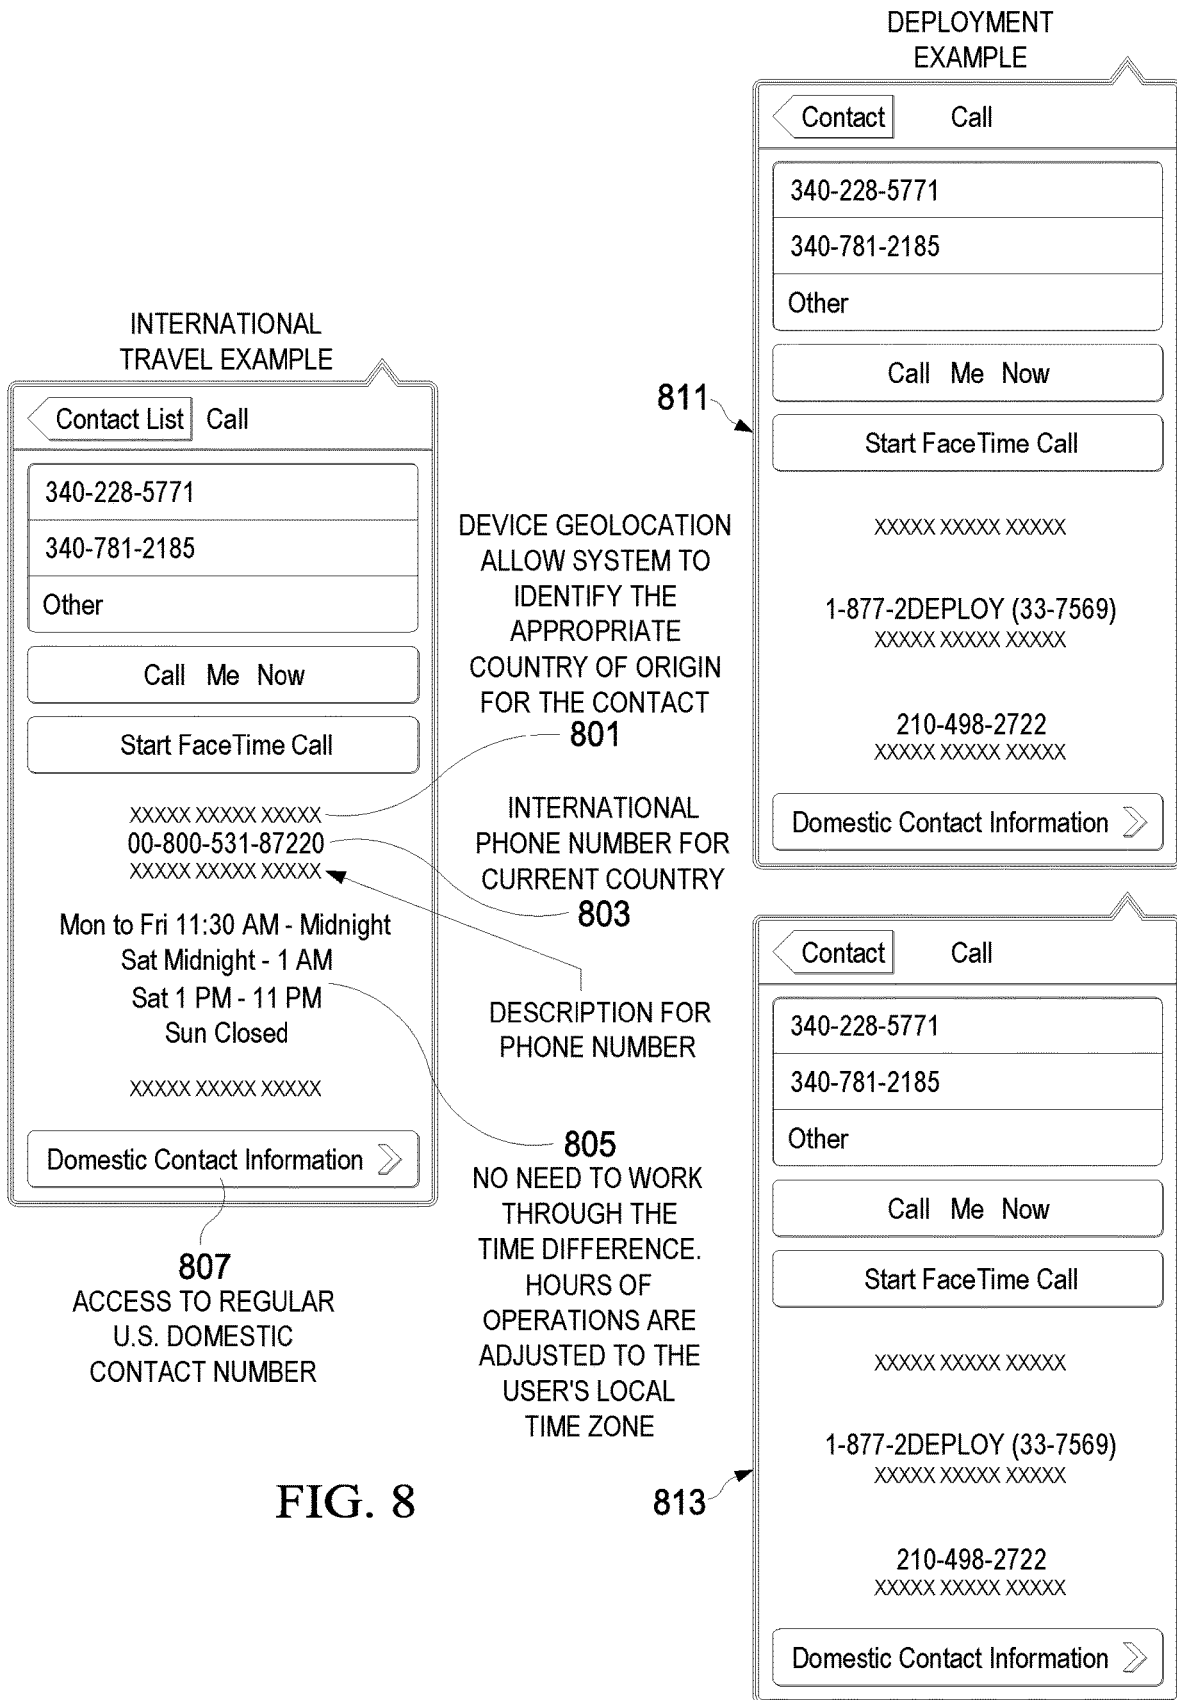 DEPLOYMENT
EXAMPLE
Contact
Call
340-228-5771
340-781-2185
Other
Call Me Now
Start FaceTime Call
XXXXX XXXXX XXXXX
1-877-2DEPLOY (33-7569)
XXXXX XXXXX XXXXX
210-498-2722
XXXXX XXXXX XXXXX
Domestic Contact Information
811
INTERNATIONAL
TRAVEL EXAMPLE
Contact List
Call
340-228-5771
340-781-2185
Other
Call Me Now
Start FaceTime Call
XXXXX XXXXX XXXXX
00-800-531-87220
XXXXX XXXXX XXXXX
Mon to Fri 11:30 AM - Midnight
Sat Midnight - 1 AM
Sat 1 PM - 11 PM
Sun Closed
XXXXX XXXXX XXXXX
Domestic Contact Information
807
ACCESS TO REGULAR
U.S. DOMESTIC
CONTACT NUMBER
DEVICE GEOLOCATION
ALLOW SYSTEM TO
IDENTIFY THE
APPROPRIATE
COUNTRY OF ORIGIN
FOR THE CONTACT
801
INTERNATIONAL
PHONE NUMBER FOR
CURRENT COUNTRY
803
DESCRIPTION FOR
PHONE NUMBER
805
NO NEED TO WORK
THROUGH THE
TIME DIFFERENCE.
HOURS OF
OPERATIONS ARE
ADJUSTED TO THE
USER'S LOCAL
TIME ZONE
Contact
Call
340-228-5771
340-781-2185
Other
Call Me Now
Start FaceTime Call
XXXXX XXXXX XXXXX
1-877-2DEPLOY (33-7569)
XXXXX XXXXX XXXXX
210-498-2722
XXXXX XXXXX XXXXX
Domestic Contact Information
813
FIG. 8